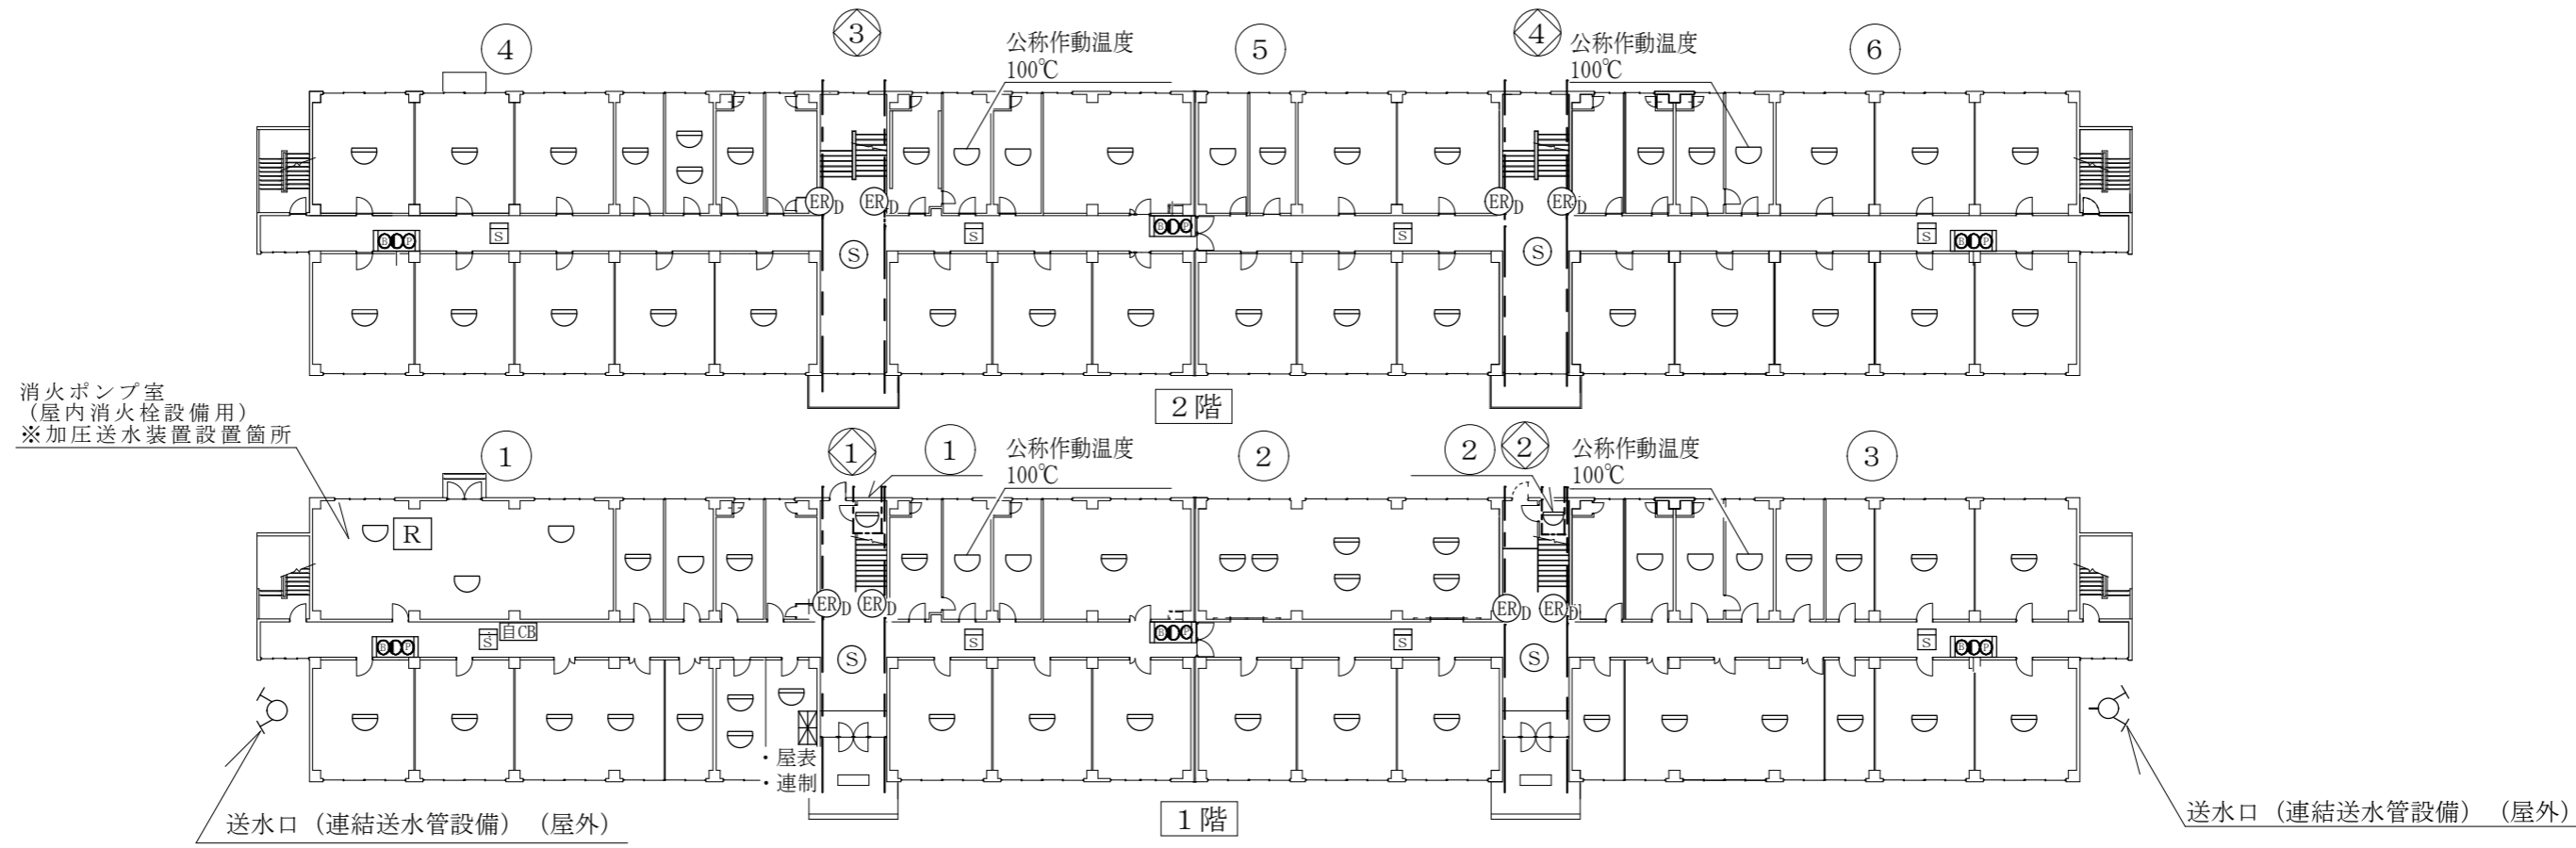 ④
③
公称作動温度
100℃
⑤
④
公称作動温度
100℃
⑥
ER D
ER D
ER D
ER D
B P
S
S
B P
S
S
B P
S
S
2階
消火ポンプ室
（屋内消火栓設備用）
※加圧送水装置設置箇所
①
①
①
公称作動温度
100℃
②
②
②
公称作動温度
100℃
③
R
ER D
ER D
ER D
ER D
B P
S
自CB
S
B P
S
S
B P
S
S
・屋表
・連制
送水口（連結送水管設備）（屋外）
1階
送水口（連結送水管設備）（屋外）